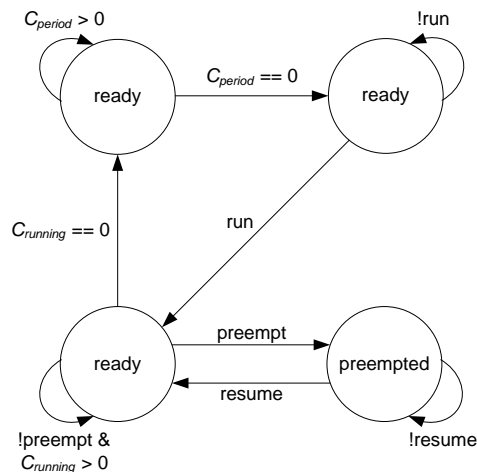 C_period > 0
!run
ready
C_period == 0
ready
run
C_running == 0
ready
preempt
preempted
resume
!preempt &
C_running > 0
!resume